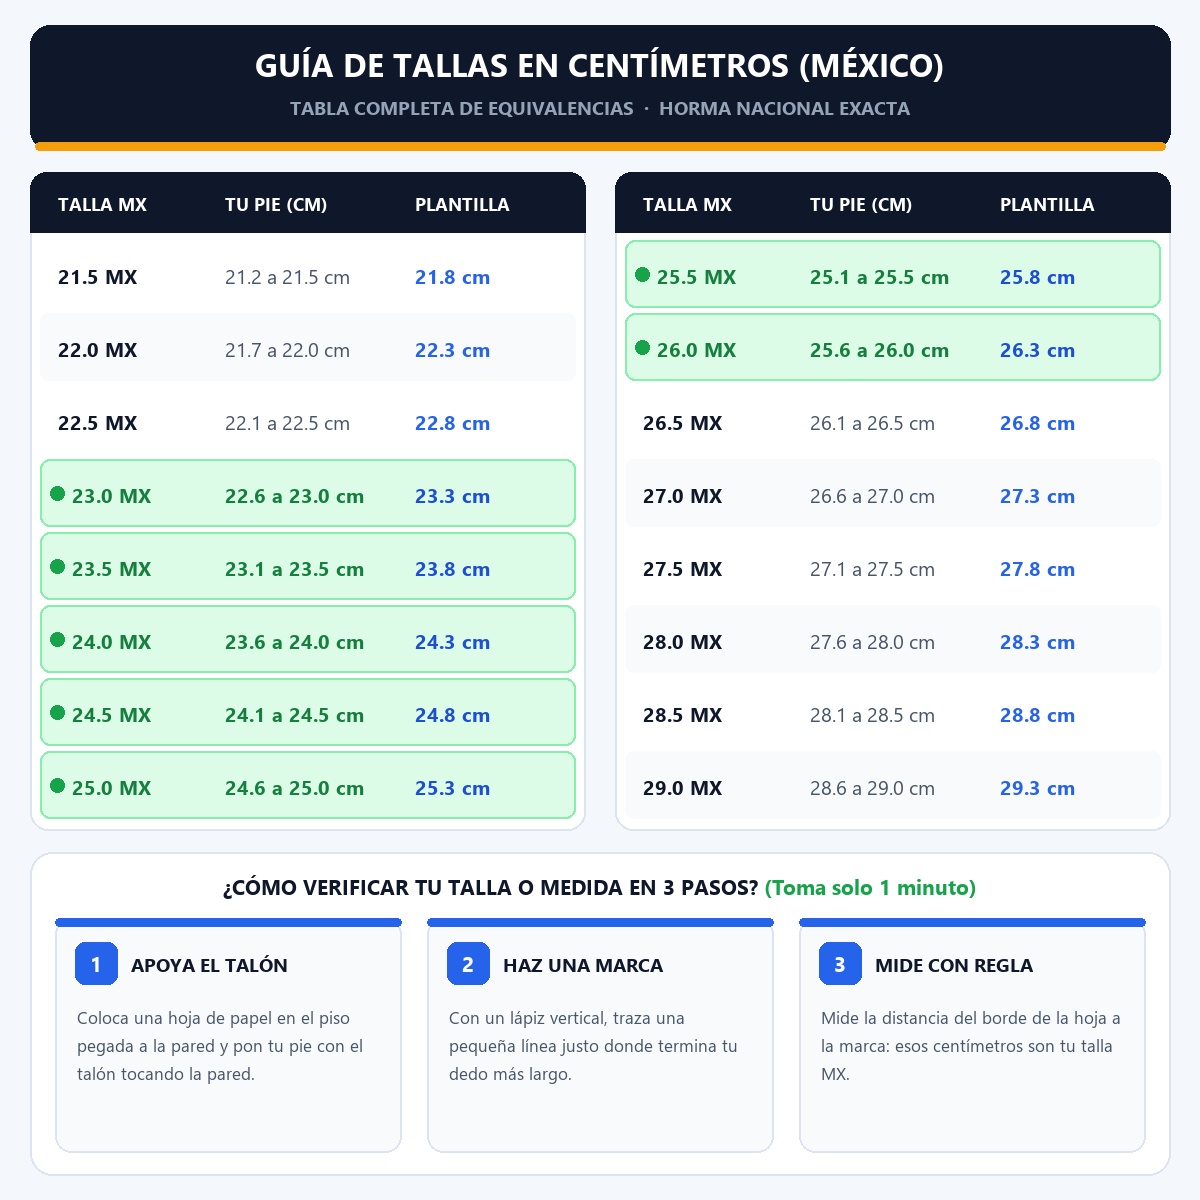 GUÍA DE TALLAS EN CENTÍMETROS (MÉXICO)
TABLA COMPLETA DE EQUIVALENCIAS · HORMA NACIONAL EXACTA
TALLA MX TU PIE (CM) PLANTILLA
21.5 MX 21.2 a 21.5 cm 21.8 cm
22.0 MX 21.7 a 22.0 cm 22.3 cm
22.5 MX 22.1 a 22.5 cm 22.8 cm
23.0 MX 22.6 a 23.0 cm 23.3 cm
23.5 MX 23.1 a 23.5 cm 23.8 cm
24.0 MX 23.6 a 24.0 cm 24.3 cm
24.5 MX 24.1 a 24.5 cm 24.8 cm
25.0 MX 24.6 a 25.0 cm 25.3 cm
TALLA MX TU PIE (CM) PLANTILLA
25.5 MX 25.1 a 25.5 cm 25.8 cm
26.0 MX 25.6 a 26.0 cm 26.3 cm
26.5 MX 26.1 a 26.5 cm 26.8 cm
27.0 MX 26.6 a 27.0 cm 27.3 cm
27.5 MX 27.1 a 27.5 cm 27.8 cm
28.0 MX 27.6 a 28.0 cm 28.3 cm
28.5 MX 28.1 a 28.5 cm 28.8 cm
29.0 MX 28.6 a 29.0 cm 29.3 cm
¿CÓMO VERIFICAR TU TALLA O MEDIDA EN 3 PASOS? (Toma solo 1 minuto)
1 APOYA EL TALÓN
Coloca una hoja de papel en el piso
pegada a la pared y pon tu pie con el
talón tocando la pared.
2 HAZ UNA MARCA
Con un lápiz vertical, traza una
pequeña línea justo donde termina tu
dedo más largo.
3 MIDE CON REGLA
Mide la distancia del borde de la hoja a
la marca: esos centímetros son tu talla
MX.